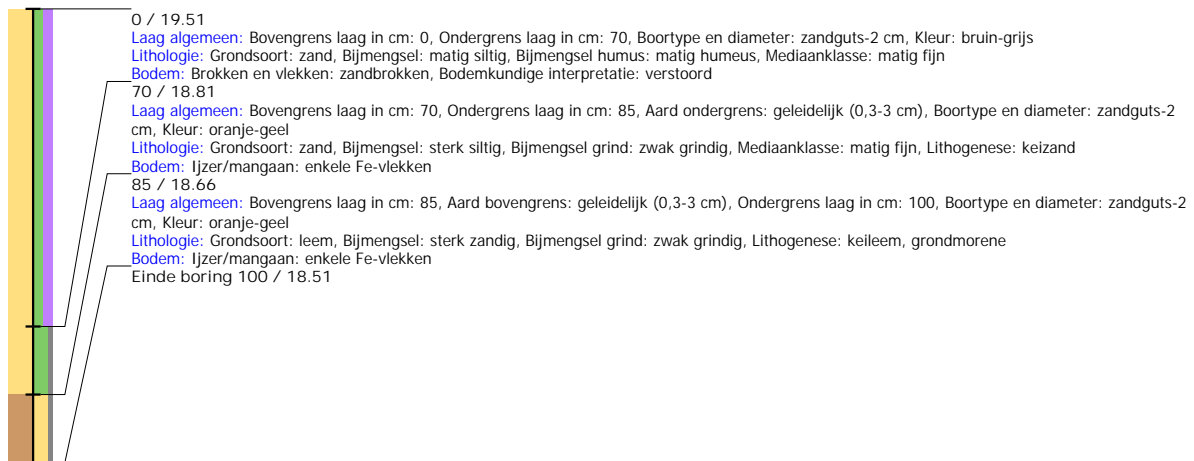 0 / 19.51
Laag algemeen: Bovengrens laag in cm: 0, Ondergrens laag in cm: 70, Boortype en diameter: zandguts-2 cm, Kleur: bruin-grijs
Lithologie: Grondsoort: zand, Bijmengsel: matig siltig, Bijmengsel humus: matig humeus, Mediaanklasse: matig fijn
Bodem: Brokken en vlekken: zandbrokken, Bodemkundige interpretatie: verstoord
70 / 18.81
Laag algemeen: Bovengrens laag in cm: 70, Ondergrens laag in cm: 85, Aard ondergrens: geleidelijk (0,3-3 cm), Boortype en diameter: zandguts-2
cm, Kleur: oranje-geel
Lithologie: Grondsoort: zand, Bijmengsel: sterk siltig, Bijmengsel grind: zwak grindig, Mediaanklasse: matig fijn, Lithogenese: keizand
Bodem: Ijzer/mangaan: enkele Fe-vlekken
85 / 18.66
Laag algemeen: Bovengrens laag in cm: 85, Aard bovengrens: geleidelijk (0,3-3 cm), Ondergrens laag in cm: 100, Boortype en diameter: zandguts-2
cm, Kleur: oranje-geel
Lithologie: Grondsoort: leem, Bijmengsel: sterk zandig, Bijmengsel grind: zwak grindig, Lithogenese: keileem, grondmorene
Bodem: Ijzer/mangaan: enkele Fe-vlekken
Einde boring 100 / 18.51